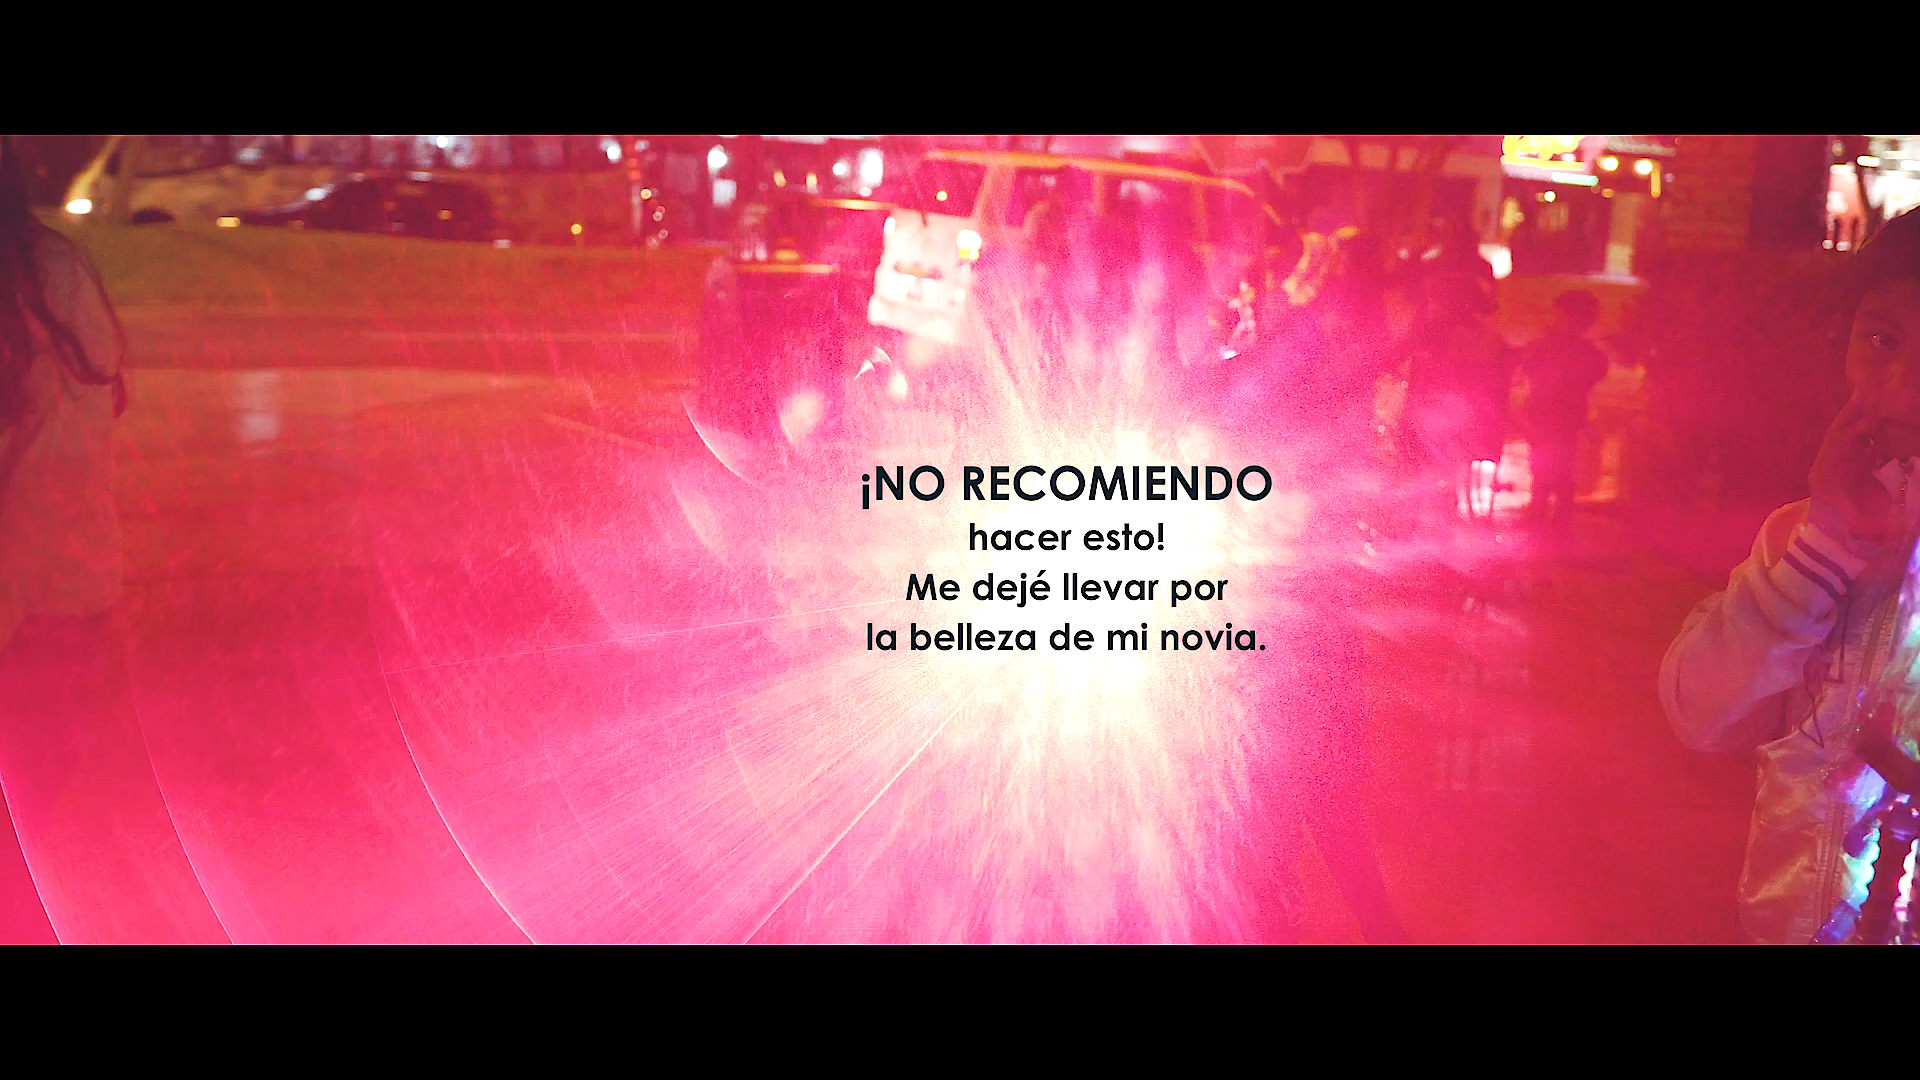 ¡NO RECOMIENDO
hacer esto!
Me dejé llevar por
la belleza de mi novia.